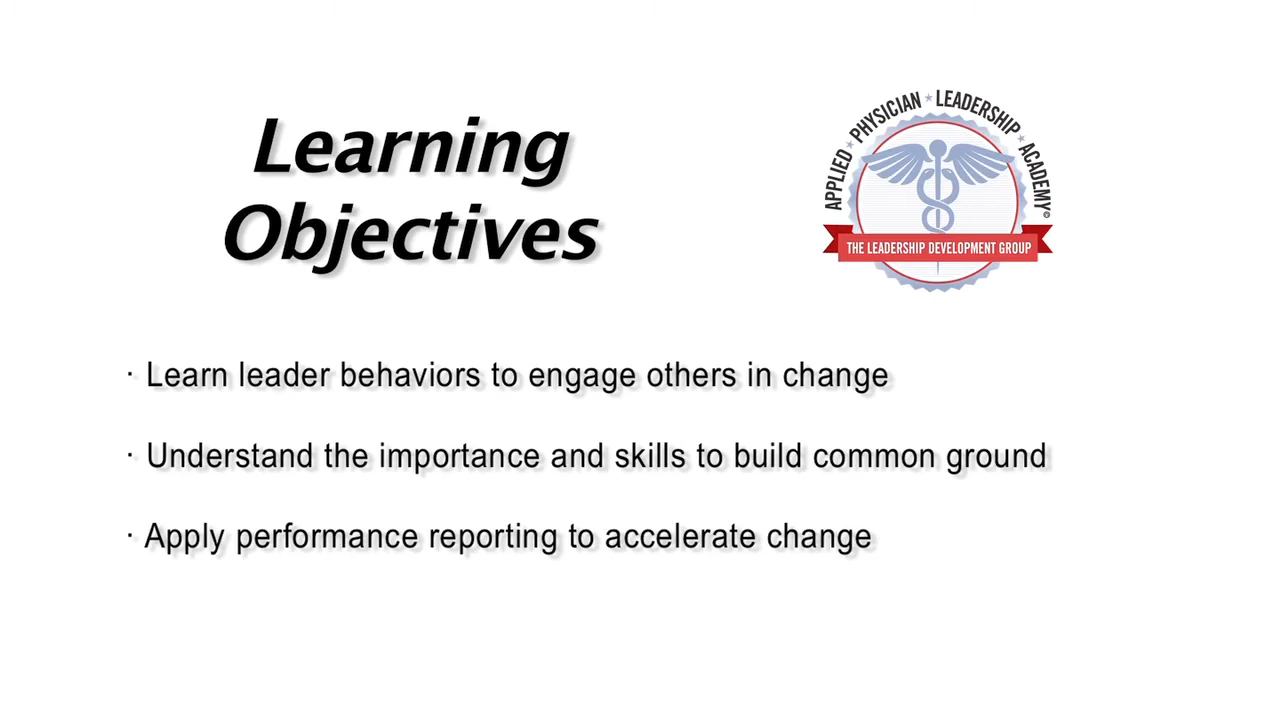 Learning
Objectives
APPLIED ★ PHYSICIAN ★ LEADERSHIP ★ ACADEMY©
THE LEADERSHIP DEVELOPMENT GROUP
· Learn leader behaviors to engage others in change
· Understand the importance and skills to build common ground
· Apply performance reporting to accelerate change